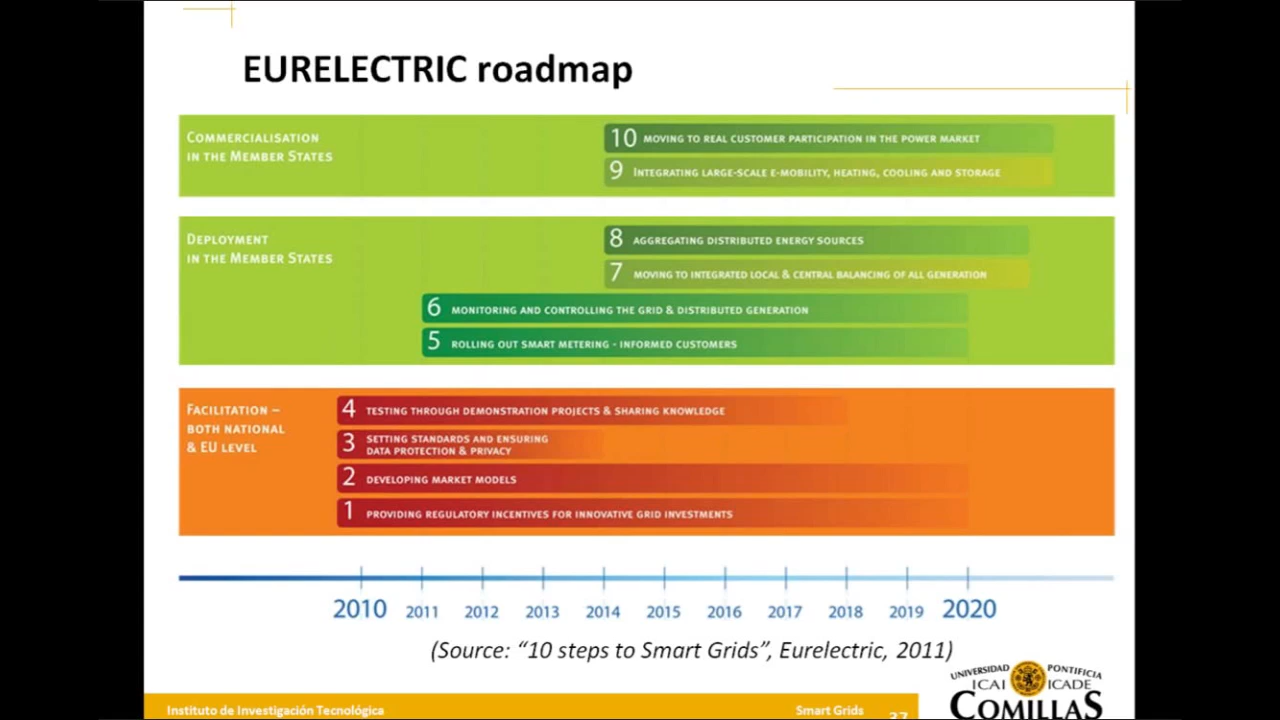 EURELECTRIC roadmap
COMMERCIALISATION
IN THE MEMBER STATES
10 MOVING TO REAL CUSTOMER PARTICIPATION IN THE POWER MARKET
9 INTEGRATING LARGE-SCALE E-MOBILITY, HEATING, COOLING AND STORAGE
DEPLOYMENT
IN THE MEMBER STATES
8 AGGREGATING DISTRIBUTED ENERGY SOURCES
7 MOVING TO INTEGRATED LOCAL & CENTRAL BALANCING OF ALL GENERATION
6 MONITORING AND CONTROLLING THE GRID & DISTRIBUTED GENERATION
5 ROLLING OUT SMART METERING - INFORMED CUSTOMERS
FACILITATION –
BOTH NATIONAL
& EU LEVEL
4 TESTING THROUGH DEMONSTRATION PROJECTS & SHARING KNOWLEDGE
3 SETTING STANDARDS AND ENSURING
DATA PROTECTION & PRIVACY
2 DEVELOPING MARKET MODELS
1 PROVIDING REGULATORY INCENTIVES FOR INNOVATIVE GRID INVESTMENTS
2010 2011 2012 2013 2014 2015 2016 2017 2018 2019 2020
(Source: “10 steps to Smart Grids”, Eurelectric, 2011)
UNIVERSIDAD PONTIFICIA
ICAI ICADE
COMILLAS
Instituto de Investigación Tecnológica
Smart Grids 37